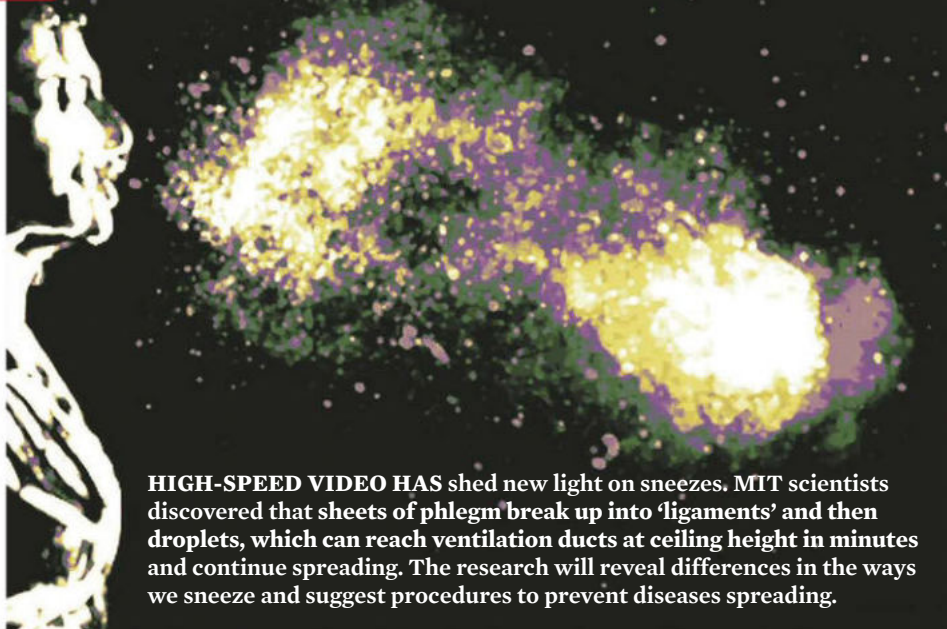 HIGH-SPEED VIDEO HAS shed new light on sneezes. MIT scientists
discovered that sheets of phlegm break up into ‘ligaments’ and then
droplets, which can reach ventilation ducts at ceiling height in minutes
and continue spreading. The research will reveal differences in the ways
we sneeze and suggest procedures to prevent diseases spreading.